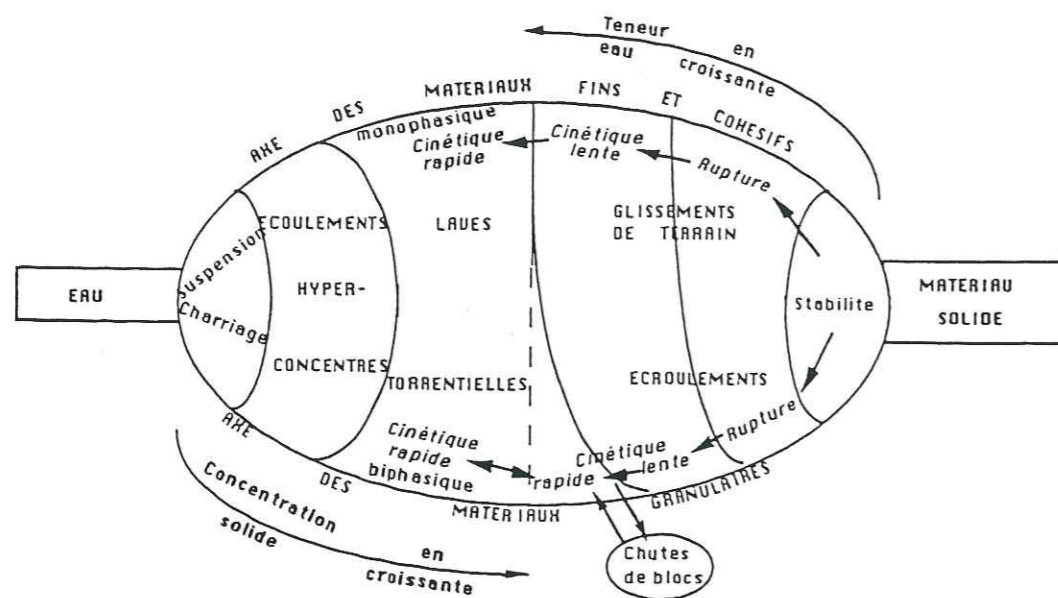 Teneur en
eau croissante
AXE DES MATERIAUX FINS ET COHESIFS
monophasique
Cinétique
rapide
Cinétique
lente
Rupture
ECOULEMENTS
LAVES
GLISSEMENTS
DE TERRAIN
Suspension
EAU
HYPER-
Charriage
Stabilite
MATERIAU
SOLIDE
CONCENTRES
TORRENTIELLES
ECROULEMENTS
Rupture
Cinétique
rapide
biphasique
Cinétique
lente
rapide
AXE DES MATERIAUX GRANULAIRES
Concentration
solide en
croissante
Chutes
de blocs